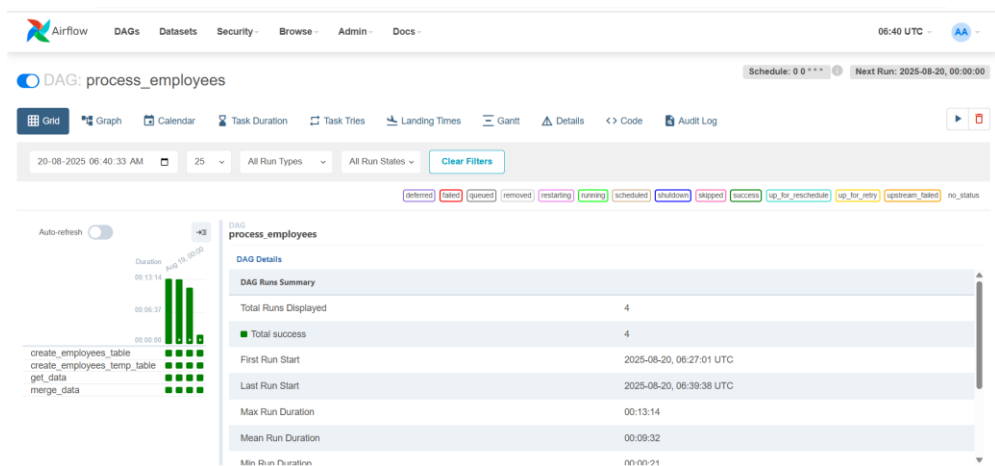 Airflow DAGs Datasets Security Browse Admin Docs 06:40 UTC AA
DAG: process_employees Schedule: 0 0 * * * i Next Run: 2025-08-20, 00:00:00
Grid Graph Calendar Task Duration Task Tries Landing Times Gantt Details <> Code Audit Log
20-08-2025 06:40:33 AM 25 All Run Types All Run States Clear Filters
deferred failed queued removed restarting running scheduled shutdown skipped success up_for_reschedule up_for_retry upstream_failed no_status
Auto-refresh
DAG
process_employees
DAG Details
Duration Aug 19, 00:00
00:13:14
00:06:37
00:00:00
create_employees_table
create_employees_temp_table
get_data
merge_data
DAG Runs Summary
Total Runs Displayed 4
Total success 4
First Run Start 2025-08-20, 06:27:01 UTC
Last Run Start 2025-08-20, 06:39:38 UTC
Max Run Duration 00:13:14
Mean Run Duration 00:09:32
Min Run Duration 00:00:21